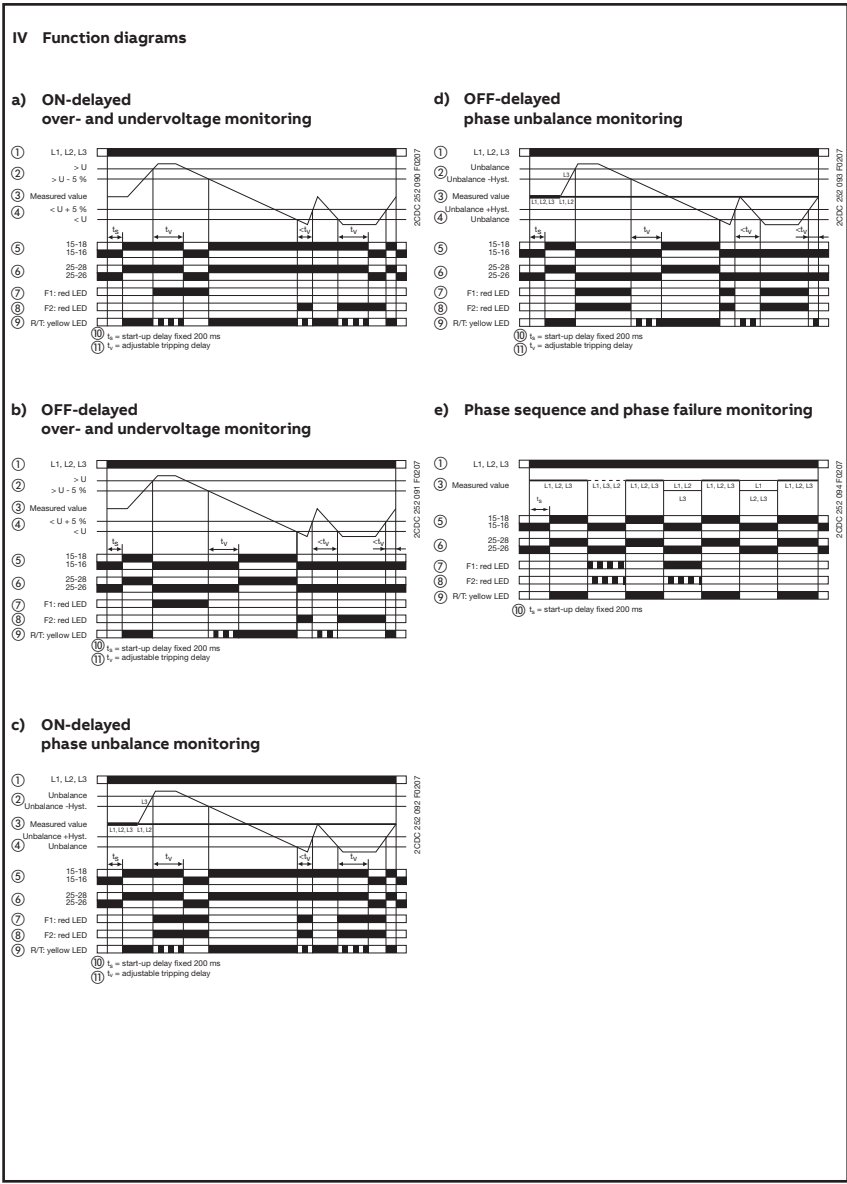 IV Function diagrams
a) ON-delayed
over- and undervoltage monitoring
① L1, L2, L3
② > U
> U - 5 %
③ Measured value
④ < U + 5 %
< U
ts tv <tv tv
⑤ 15-18
15-16
⑥ 25-28
25-26
⑦ F1: red LED
⑧ F2: red LED
⑨ R/T: yellow LED
⑩ ts = start-up delay fixed 200 ms
⑪ tv = adjustable tripping delay
2CDC 252 090 F0207
b) OFF-delayed
over- and undervoltage monitoring
① L1, L2, L3
② > U
> U - 5 %
③ Measured value
④ < U + 5 %
< U
ts tv <tv <tv
⑤ 15-18
15-16
⑥ 25-28
25-26
⑦ F1: red LED
⑧ F2: red LED
⑨ R/T: yellow LED
⑩ ts = start-up delay fixed 200 ms
⑪ tv = adjustable tripping delay
2CDC 252 091 F0207
c) ON-delayed
phase unbalance monitoring
① L1, L2, L3
② Unbalance
Unbalance -Hyst.
L3
③ Measured value
L1, L2, L3 L1, L2
Unbalance +Hyst.
④ Unbalance
ts tv <tv tv
⑤ 15-18
15-16
⑥ 25-28
25-26
⑦ F1: red LED
⑧ F2: red LED
⑨ R/T: yellow LED
⑩ ts = start-up delay fixed 200 ms
⑪ tv = adjustable tripping delay
2CDC 252 092 F0207
d) OFF-delayed
phase unbalance monitoring
① L1, L2, L3
② Unbalance
Unbalance -Hyst.
L3
③ Measured value
L1, L2, L3 L1, L2
Unbalance +Hyst.
④ Unbalance
ts tv <tv <tv
⑤ 15-18
15-16
⑥ 25-28
25-26
⑦ F1: red LED
⑧ F2: red LED
⑨ R/T: yellow LED
⑩ ts = start-up delay fixed 200 ms
⑪ tv = adjustable tripping delay
2CDC 252 093 F0207
e) Phase sequence and phase failure monitoring
① L1, L2, L3
③ Measured value
L1, L2, L3 L1, L3, L2 L1, L2, L3 L1, L2 L1, L2, L3 L1 L1, L2, L3
L3 L2, L3
ts
⑤ 15-18
15-16
⑥ 25-28
25-26
⑦ F1: red LED
⑧ F2: red LED
⑨ R/T: yellow LED
⑩ ts = start-up delay fixed 200 ms
2CDC 252 094 F0207